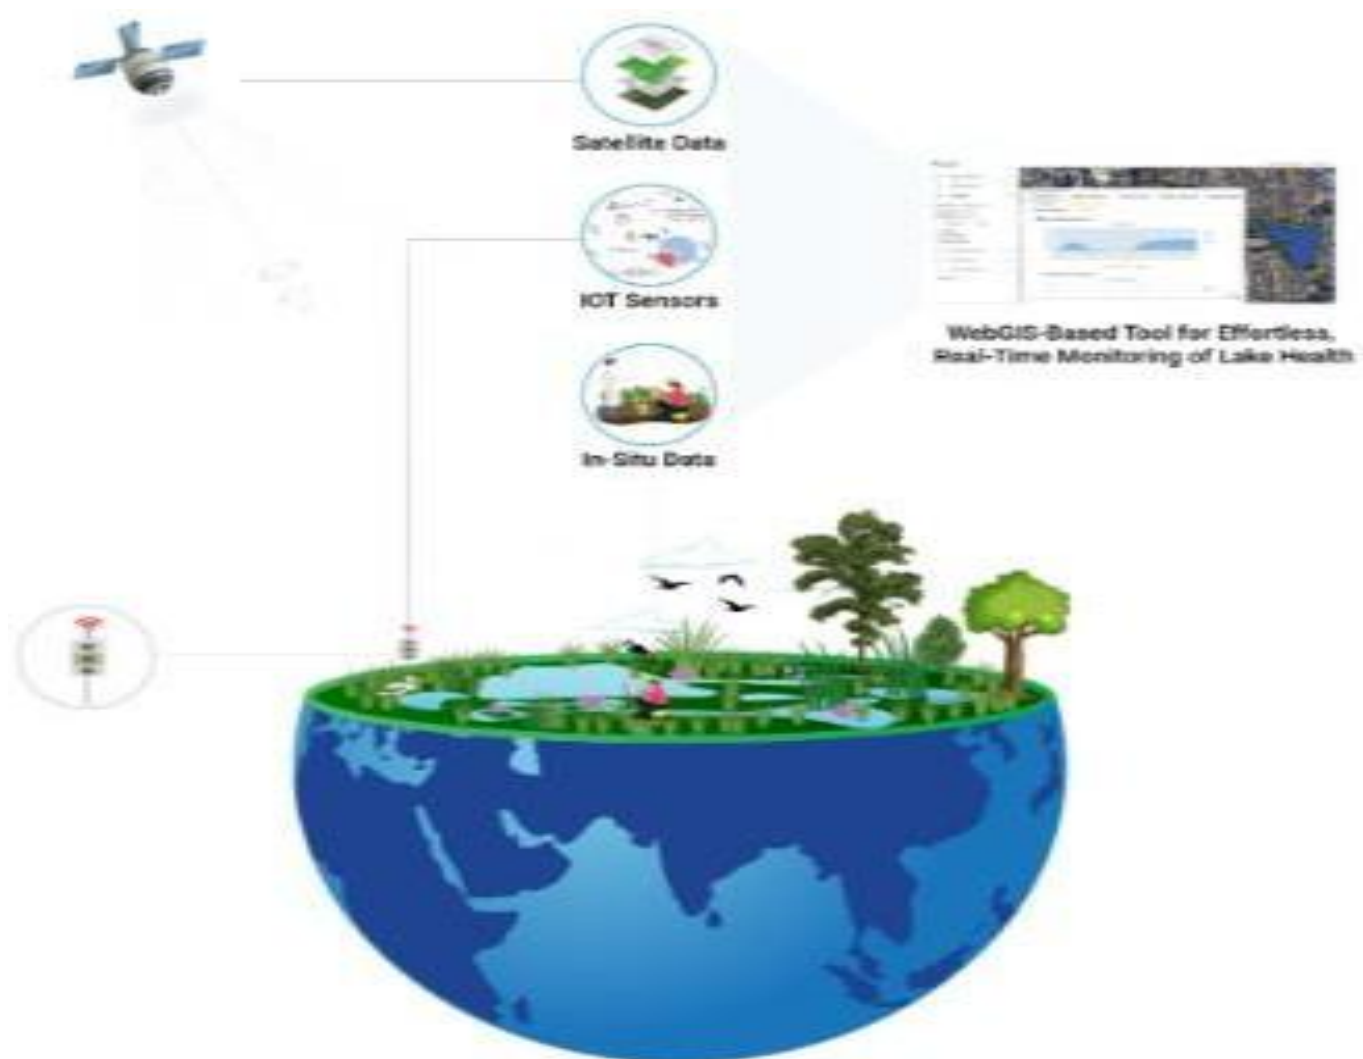 Satellite Data
IOT Sensors
In-Situ Data
WebGIS-Based Tool for Effortless,
Real-Time Monitoring of Lake Health